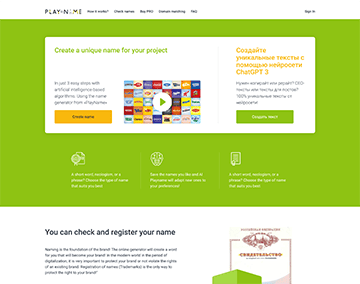 PLAY-NAME
How it works?
Check names
Buy PRO
Domain matching
FAQ
Sign in
Create a unique name for your project
In just 3 easy steps with
artificial intelligence based
algorithms. Using the name
generator from «PlayName»
Create name
Создайте
уникальные тексты с
помощью нейросети
ChatGPT 3
Нужен копирайт или рерайт? СЕО-
тексты или тексты для постов?
100% уникальные тексты от
нейросети!
Создать текст
A short word, neologism, or a
phrase? Choose the type of name
that suits you best
Save the names you like and AI
Playname will adapt new ones to
your preferences!
A short word, neologism, or a
phrase? Choose the type of name
that suits you best
You can check and register your name
Naming is the foundation of the brand! The online generator will create a word
for you that will become your brand! In the modern world in the period of
digitalization, it is very important to protect your brand or not violate the rights
of an existing brand. Registration of names (Trademarks) is the only way to
protect the right to your brand!"
СВИДѢТЕЛЬСТВО